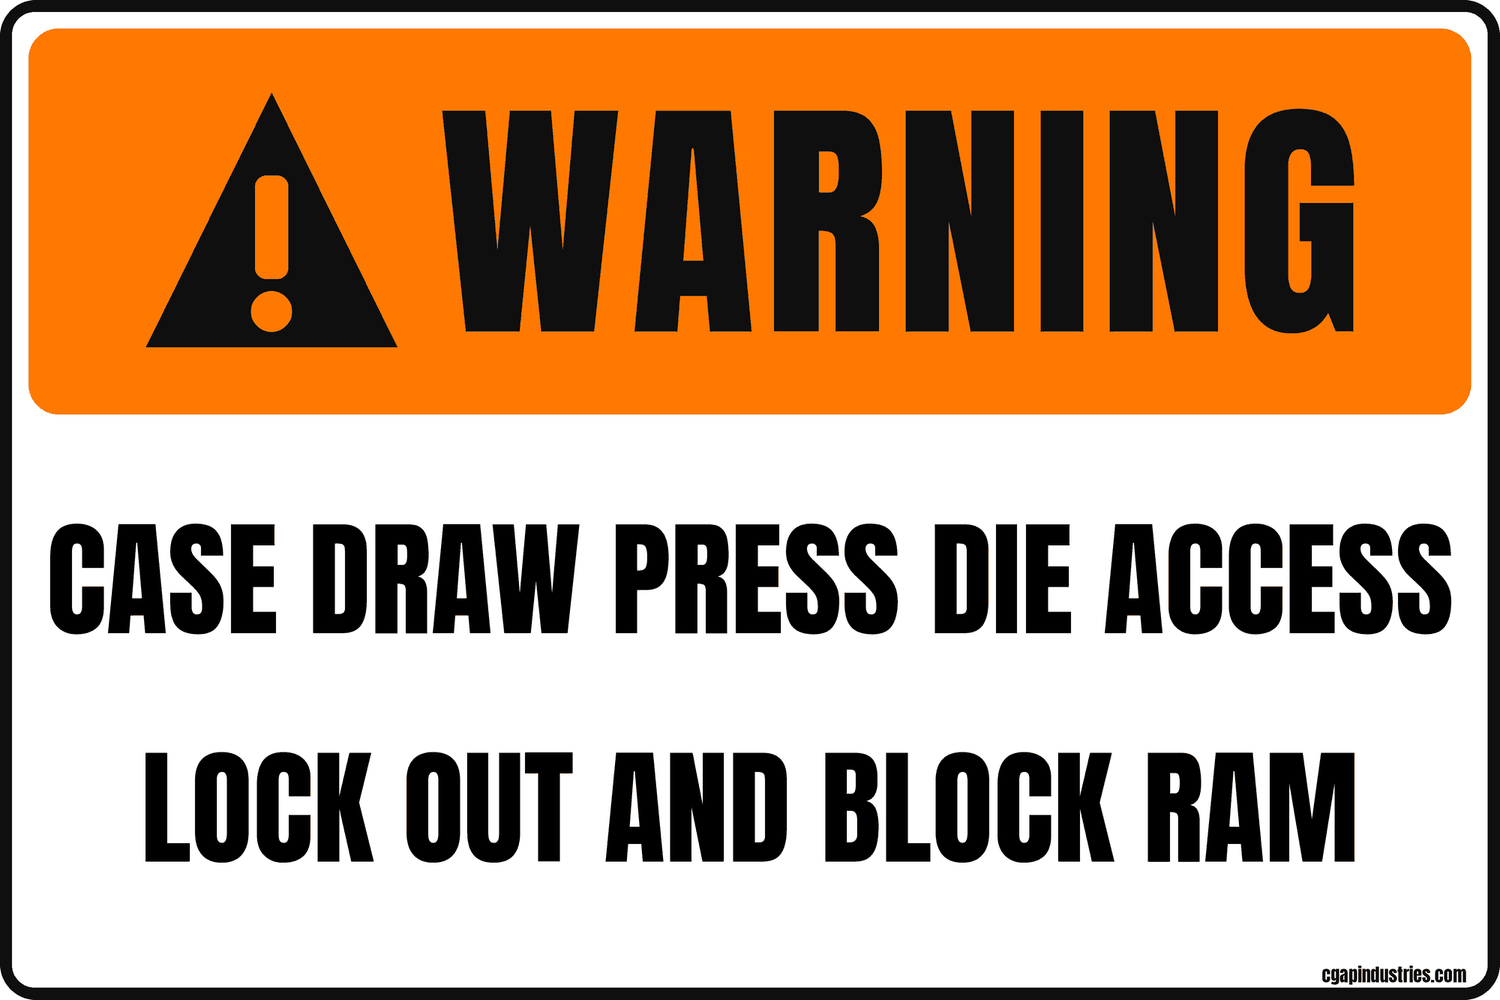 WARNING
CASE DRAW PRESS DIE ACCESS
LOCK OUT AND BLOCK RAM
cgapindustries.com